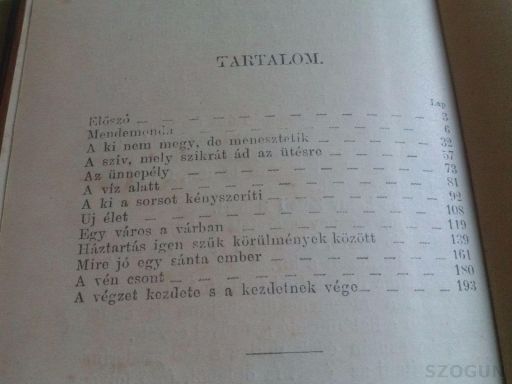 TARTALOM.
Lap
Előszó — — — — — — — — — — 3
Mendemonda — — — — — — — — — 6
A ki nem megy, de menesztetik — — — — — 32
A szív, mely szikrát ád az ütésre — — — — 57
Az ünnepély — — — — — — — — — 73
A víz alatt — — — — — — — — — 81
A ki a sorsot kényszeríti — — — — — — 92
Uj élet — — — — — — — — — — 108
Egy város a várban — — — — — — — 119
Háztartás igen szük körülmények között — — — 139
Mire jó egy sánta ember — — — — — — 161
A vén csont — — — — — — — — — 180
A végzet kezdete s a kezdetnek vége — — — — 193
SZOGUN